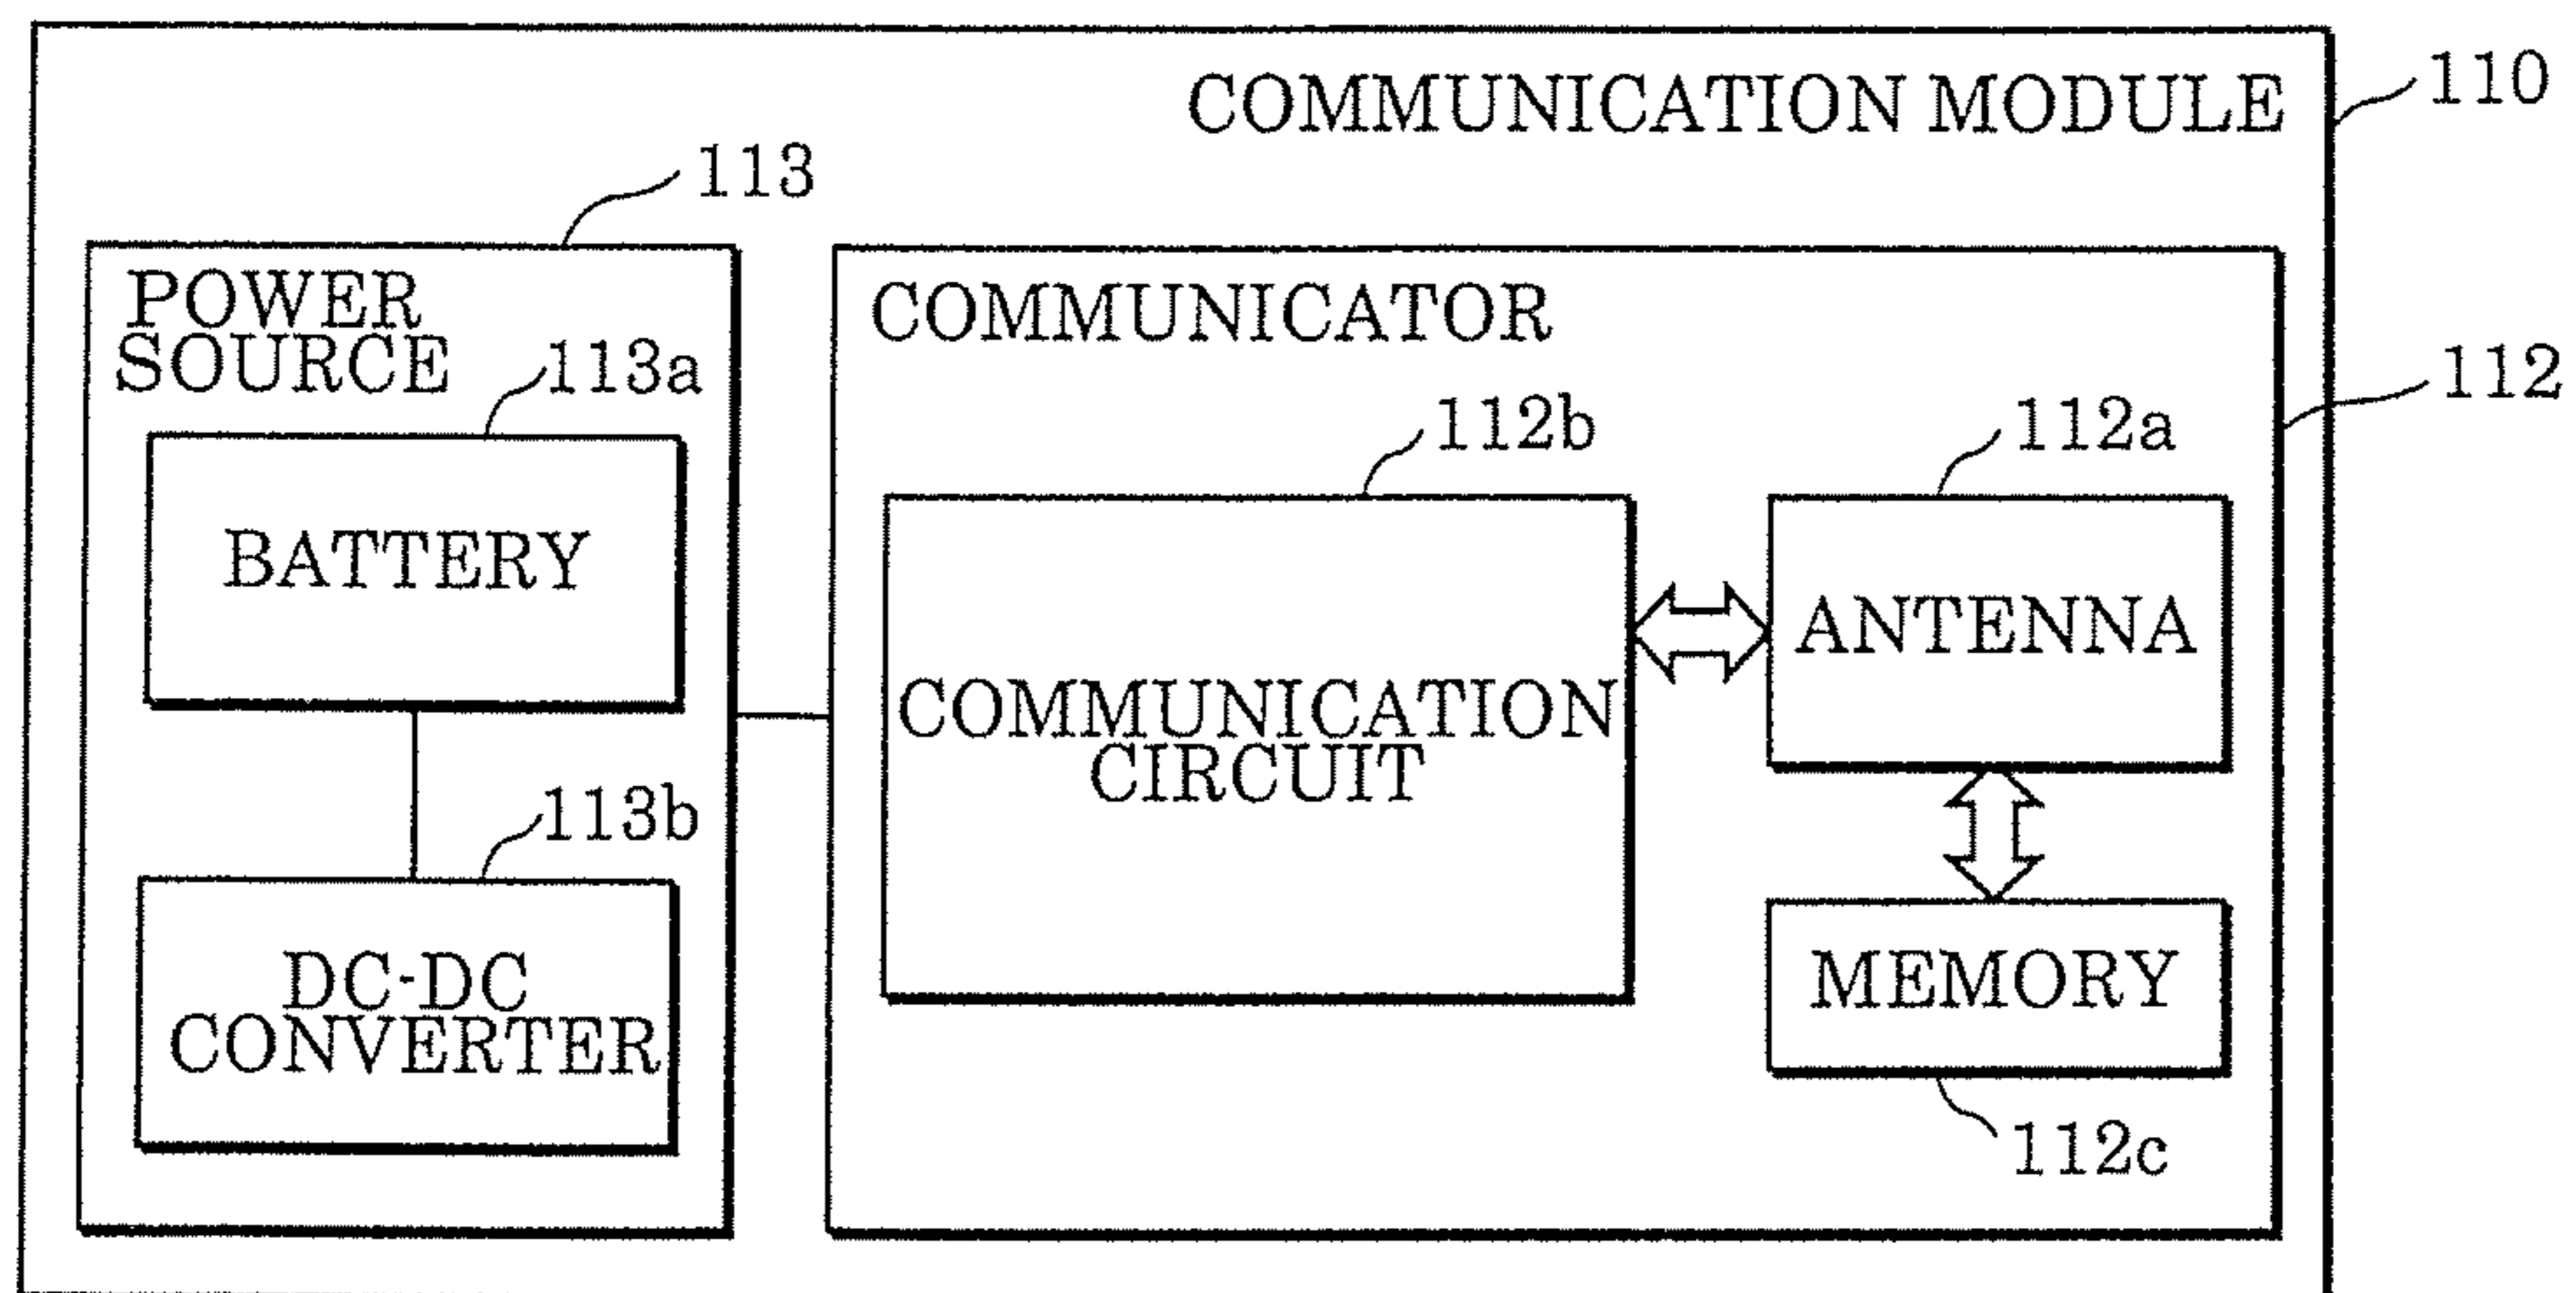 COMMUNICATION MODULE
110
113
POWER
SOURCE
113a
BATTERY
113b
DC-DC
CONVERTER
COMMUNICATOR
112
112b
COMMUNICATION
CIRCUIT
112a
ANTENNA
MEMORY
112c